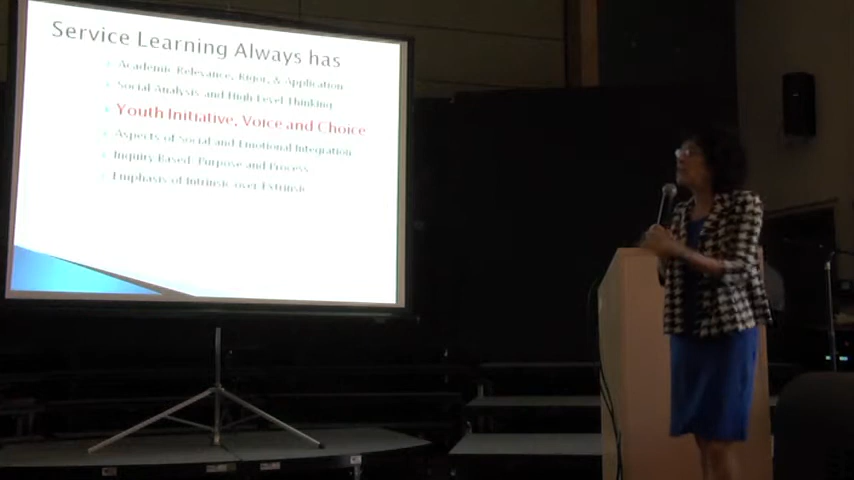 Service Learning Always has
Academic Relevance, Rigor, & Application
Social Analysis and High Level Thinking
Youth Initiative, Voice and Choice
Aspects of Social and Emotional Integration
Inquiry Based: Purpose and Process
Emphasis of Intrinsic over Extrinsic